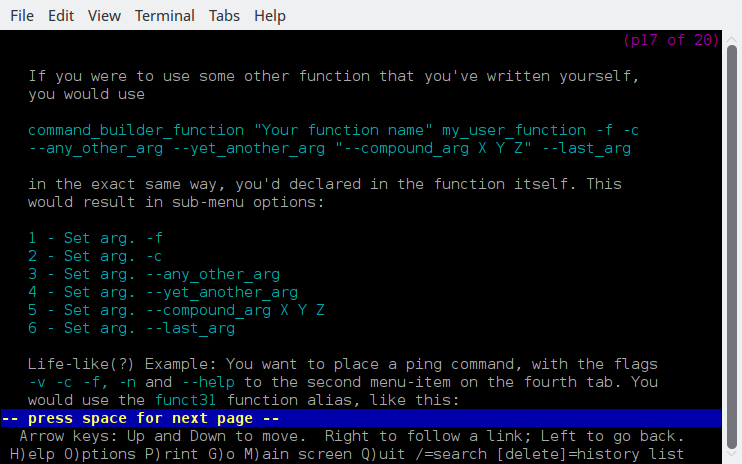 File Edit View Terminal Tabs Help
(p17 of 20)
If you were to use some other function that you've written yourself,
you would use
command_builder_function "Your function name" my_user_function -f -c
--any_other_arg --yet_another_arg "--compound_arg X Y Z" --last_arg
in the exact same way, you'd declared in the function itself. This
would result in sub-menu options:
1 - Set arg. -f
2 - Set arg. -c
3 - Set arg. --any_other_arg
4 - Set arg. --yet_another_arg
5 - Set arg. --compound_arg X Y Z
6 - Set arg. --last_arg
Life-like(?) Example: You want to place a ping command, with the flags
-v -c -f, -n and --help to the second menu-item on the fourth tab. You
would use the funct31 function alias, like this:
-- press space for next page --
Arrow keys: Up and Down to move. Right to follow a link; Left to go back.
H)elp O)ptions P)rint G)o M)ain screen Q)uit /=search [delete]=history list